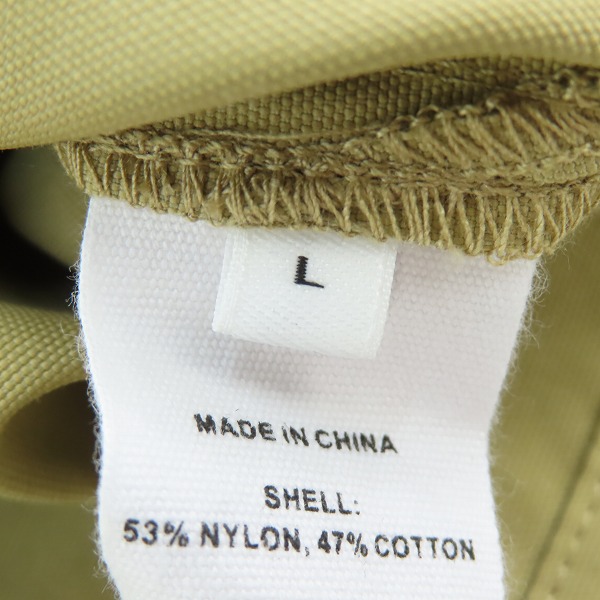 L
MADE IN CHINA
SHELL:
53% NYLON, 47% COTTON